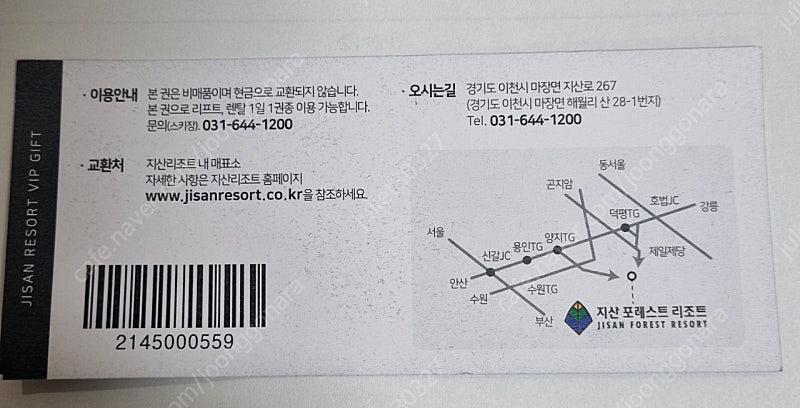 JISAN RESORT VIP GIFT
· 이용안내 본 권은 비매품이며 현금으로 교환되지 않습니다.
본 권으로 리프트, 렌탈 1일 1권종 이용 가능합니다.
문의(스키장). 031-644-1200
· 교환처 지산리조트 내 매표소
자세한 사항은 지산리조트 홈페이지
www.jisanresort.co.kr을 참조하세요.
2145000559
· 오시는길 경기도 이천시 마장면 지산로 267
(경기도 이천시 마장면 해월리 산 28-1번지)
Tel. 031-644-1200
동서울
곤지암
호법JC
강릉
덕평TG
서울
양지TG
용인TG
신갈JC
제일제당
안산
수원
수원TG
부산
지산 포레스트 리조트
JISAN FOREST RESORT